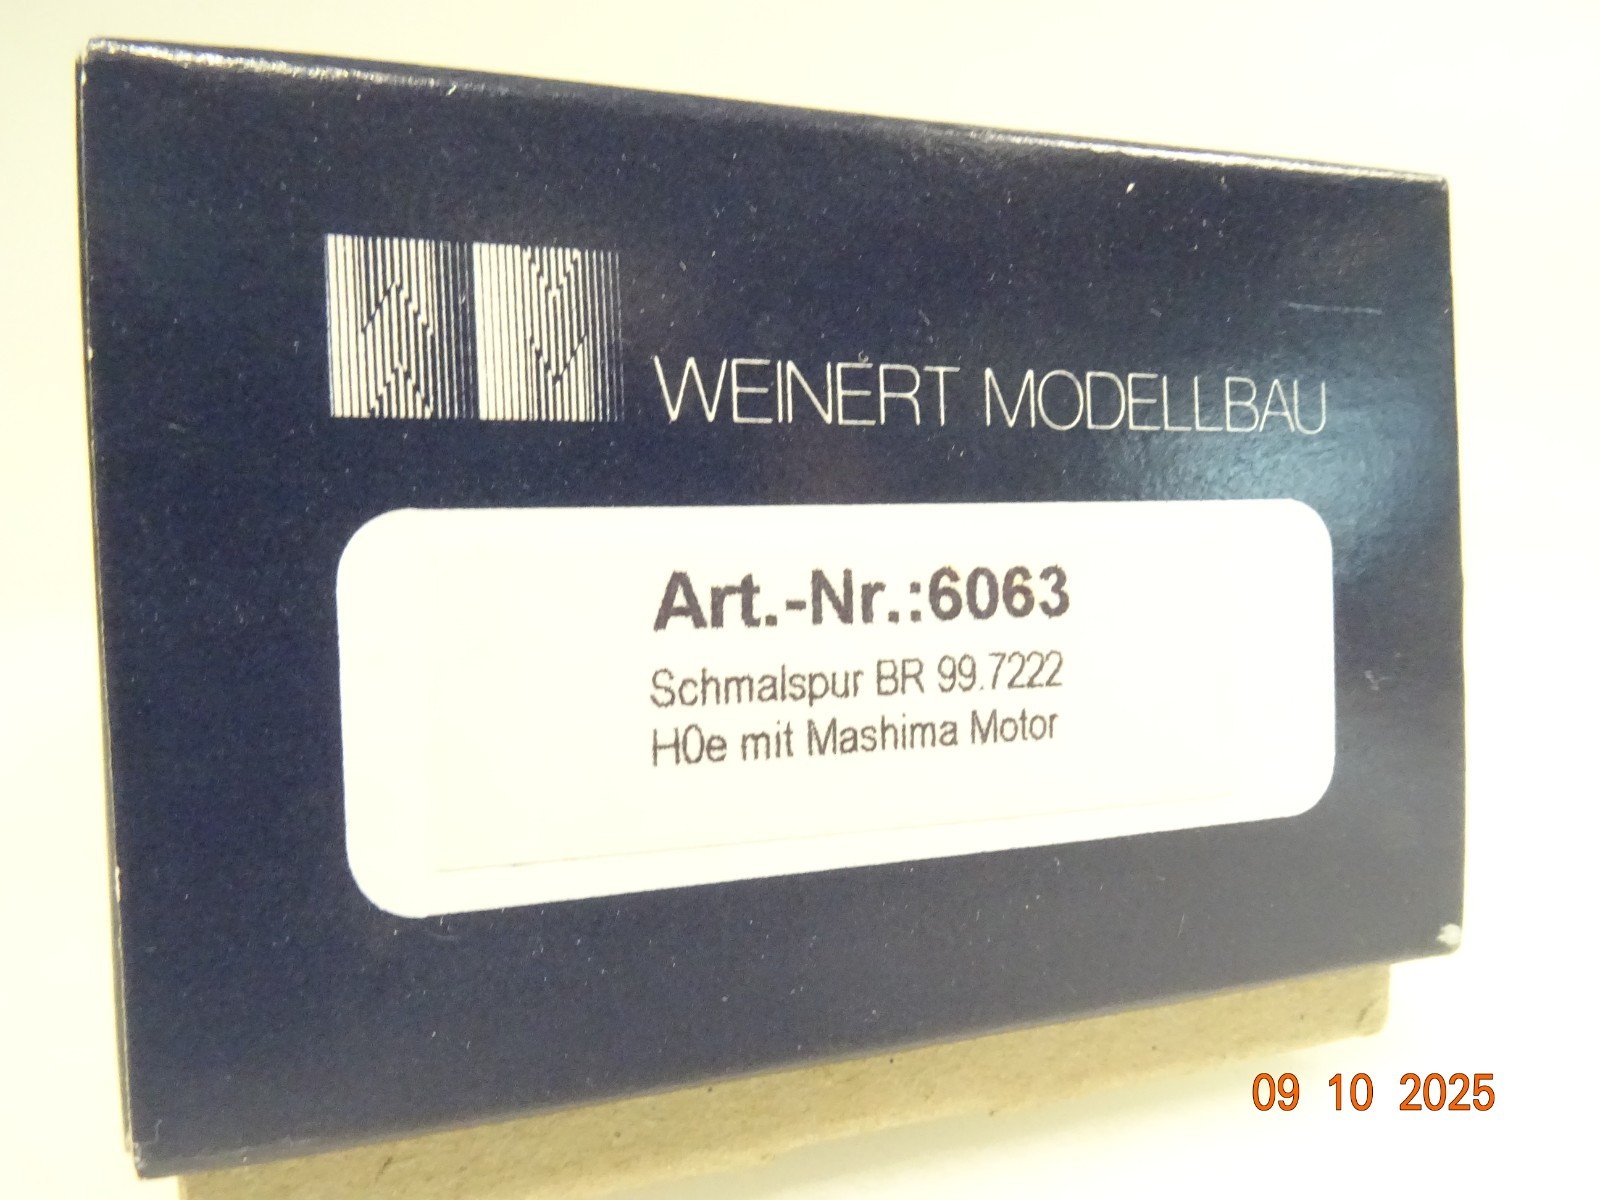 WEINERT MODELLBAU
Art.-Nr.:6063
Schmalspur BR 99.7222
H0e mit Mashima Motor
09 10 2025